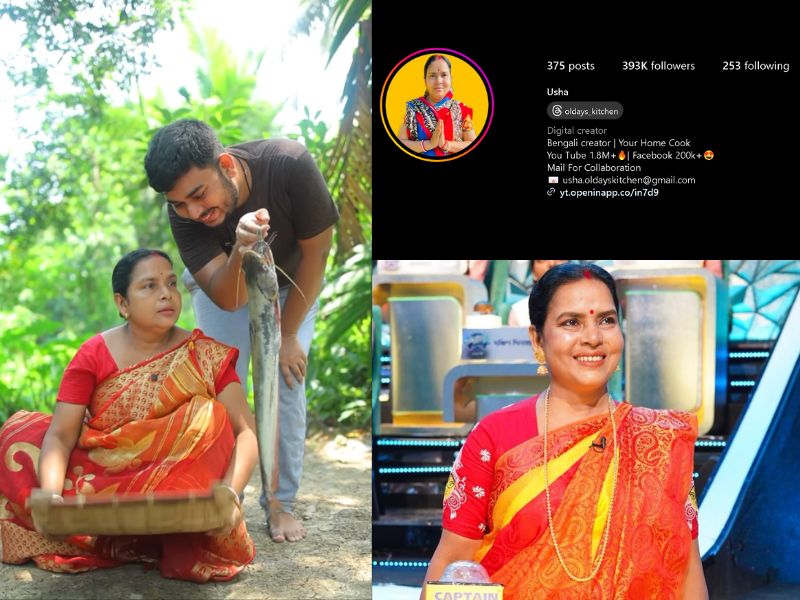 375 posts 393K followers 253 following
Usha
oldays_kitchen
Digital creator
Bengali creator | Your Home Cook
You Tube 1.8M+🔥| Facebook 200k+🤩
Mail For Collaboration
📧 usha.oldayskitchen@gmail.com
yt.openinapp.co/in7d9
CAPTAIN